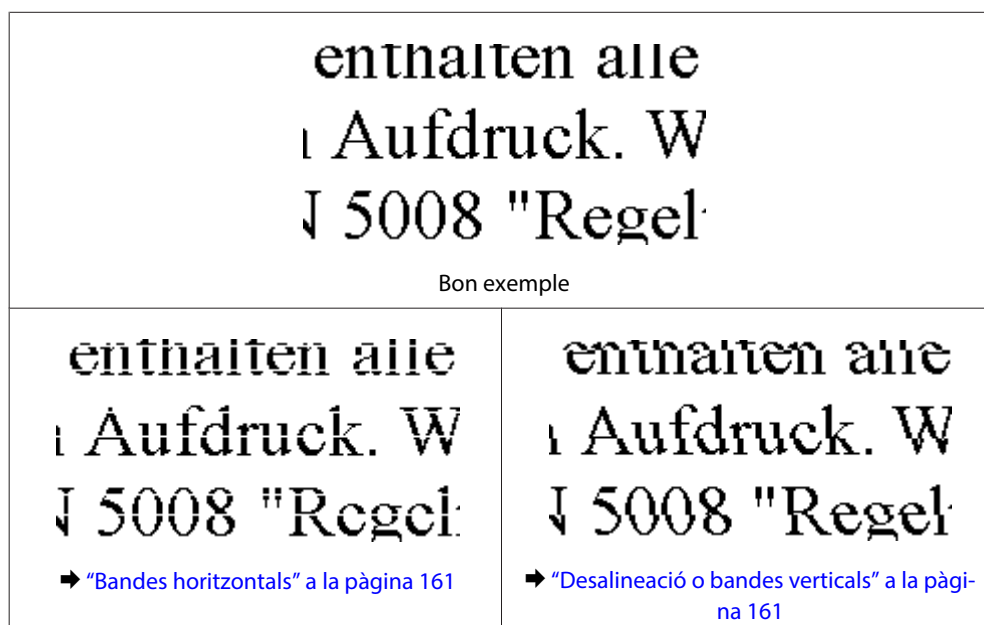 enthalten alle
Aufdruck. W
5008 "Regel
Bon exemple
enthalten alle
Aufdruck. W
N 5008 "Regel
➡ “Bandes horitzontals” a la pàgina 161
enthalten alle
Aufdruck. W
5008 "Regel
➡ “Desalineació o bandes verticals” a la pàgi-
na 161